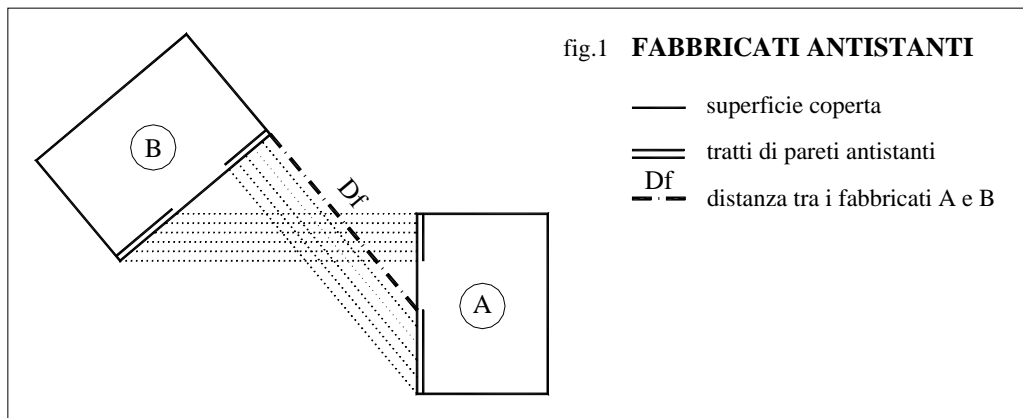 fig.1 FABBRICATI ANTISTANTI
superficie coperta
tratti di pareti antistanti
Df
distanza tra i fabbricati A e B
B
Df
A